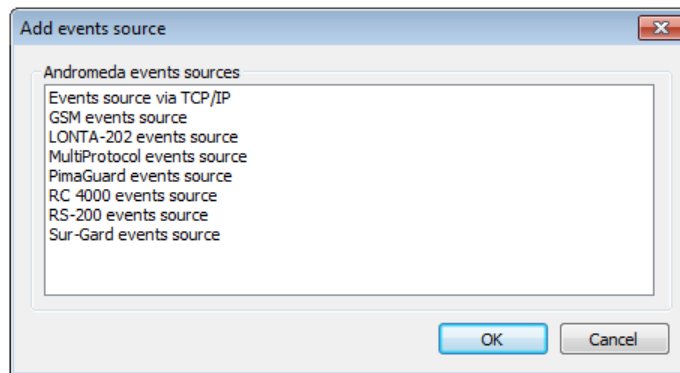 Add events source
Andromeda events sources
Events source via TCP/IP
GSM events source
LONTA-202 events source
MultiProtocol events source
PimaGuard events source
RC 4000 events source
RS-200 events source
Sur-Gard events source
OK Cancel